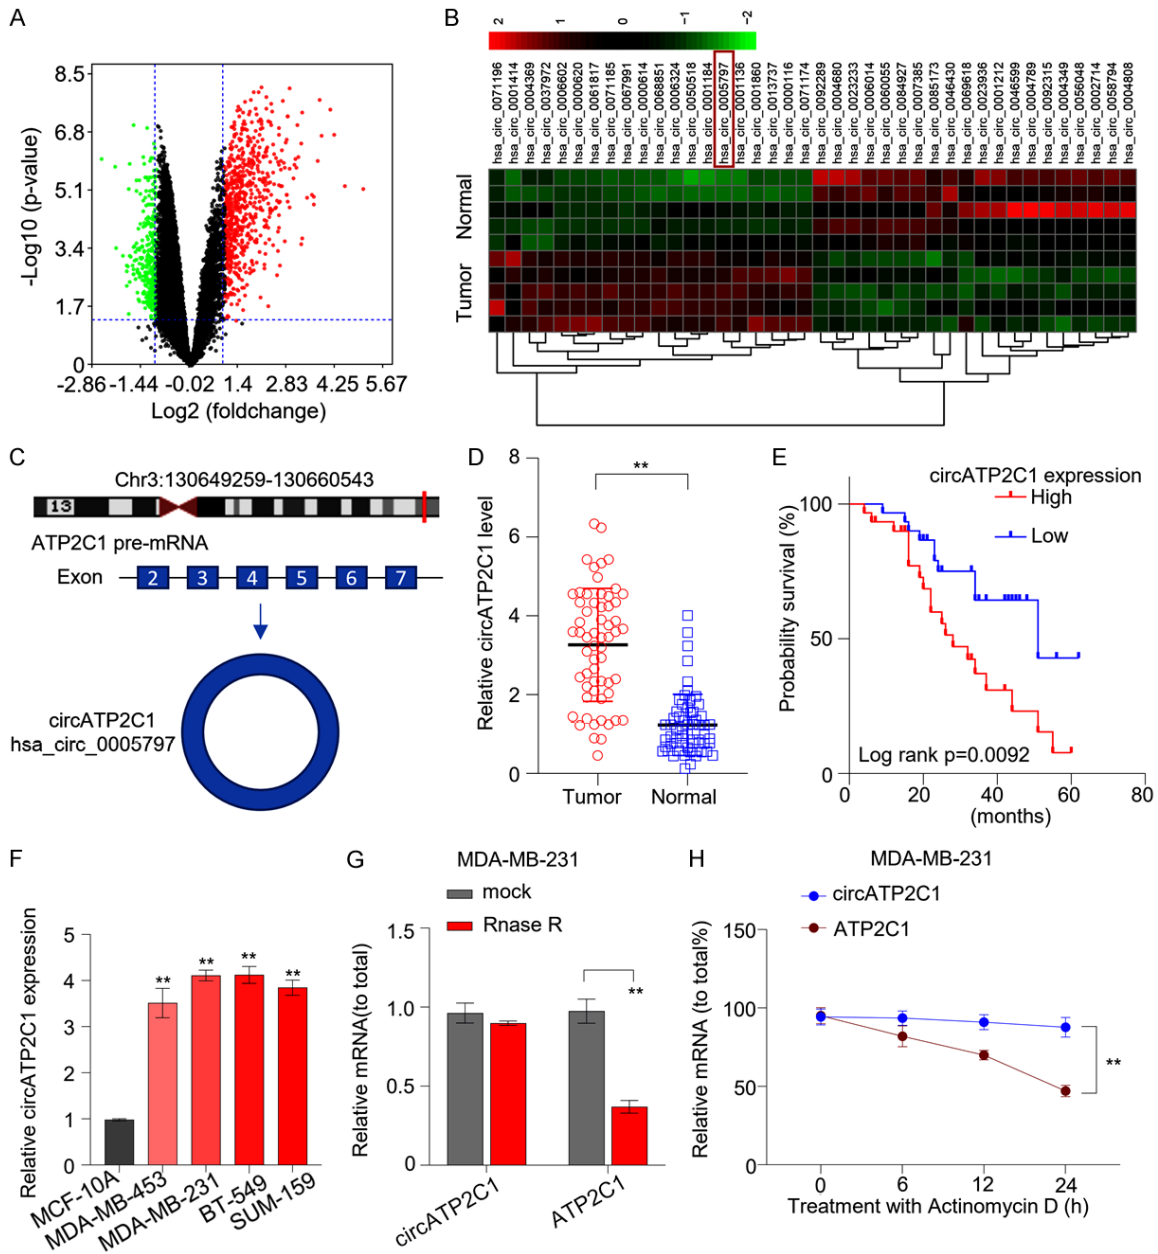 A
8.5
6.8
5.1
3.4
1.7
0
-Log10 (p-value)
-2.86
-1.44
-0.02
1.4
2.83
4.25
5.67
Log2 (foldchange)
B
2
1
0
-1
-2
hsa_circ_0071196
hsa_circ_0001414
hsa_circ_0004369
hsa_circ_0037972
hsa_circ_0006602
hsa_circ_0000620
hsa_circ_0061817
hsa_circ_0071185
hsa_circ_0067991
hsa_circ_0000614
hsa_circ_0068851
hsa_circ_0006324
hsa_circ_0050518
hsa_circ_0001184
hsa_circ_0005797
hsa_circ_0001136
hsa_circ_0001860
hsa_circ_0013737
hsa_circ_0000116
hsa_circ_0071174
hsa_circ_0092289
hsa_circ_0004680
hsa_circ_0023233
hsa_circ_0006014
hsa_circ_0060055
hsa_circ_0084927
hsa_circ_0007385
hsa_circ_0085173
hsa_circ_0046430
hsa_circ_0069618
hsa_circ_0023936
hsa_circ_0001212
hsa_circ_0046599
hsa_circ_0004789
hsa_circ_0092315
hsa_circ_0004349
hsa_circ_0056048
hsa_circ_0002714
hsa_circ_0058794
hsa_circ_0004808
Normal
Tumor
C
Chr3:130649259-130660543
13
ATP2C1 pre-mRNA
Exon 2 3 4 5 6 7
circATP2C1
hsa_circ_0005797
D
Relative circATP2C1 level
8
6
4
2
0
**
Tumor
Normal
E
circATP2C1 expression
High
Low
Probability survival (%)
100
50
0
Log rank p=0.0092
0
20
40
60
80
(months)
F
Relative circATP2C1 expression
5
4
3
2
1
0
**
**
**
**
MCF-10A
MDA-MB-453
MDA-MB-231
BT-549
SUM-159
G
MDA-MB-231
mock
Rnase R
Relative mRNA(to total)
1.5
1.0
0.5
0
**
circATP2C1
ATP2C1
H
MDA-MB-231
circATP2C1
ATP2C1
Relative mRNA (to total%)
150
100
50
0
**
0
6
12
24
Treatment with Actinomycin D (h)